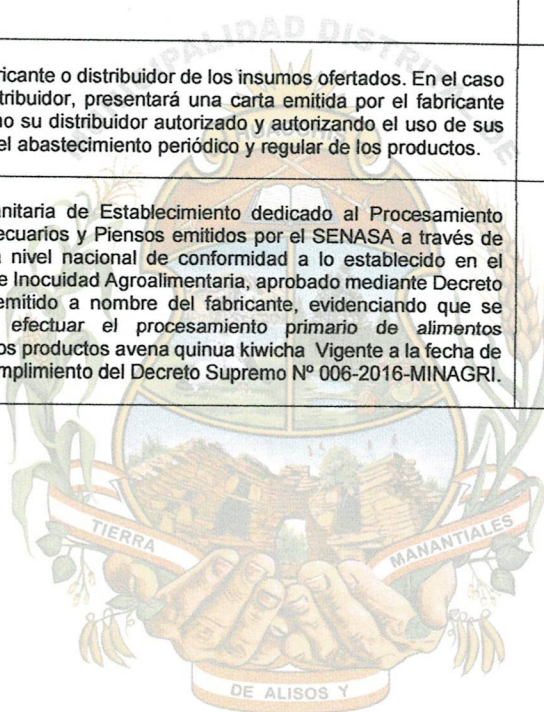 MUNICIPALIDAD DISTRITAL DE
ricante o distribuidor de los insumos ofertados. En el caso
tribuidor, presentará una carta emitida por el fabricante
no su distribuidor autorizado y autorizando el uso de sus
el abastecimiento periódico y regular de los productos.
anitaria de Establecimiento dedicado al Procesamiento
ecuarios y Piensos emitidos por el SENASA a través de
a nivel nacional de conformidad a lo establecido en el
e Inocuidad Agroalimentaria, aprobado mediante Decreto
emitido a nombre del fabricante, evidenciando que se
efectuar el procesamiento primario de alimentos
os productos avena quinua kiwicha Vigente a la fecha de
mplimiento del Decreto Supremo Nº 006-2016-MINAGRI.
TIERRA
MANANTIALES
DE ALISOS Y